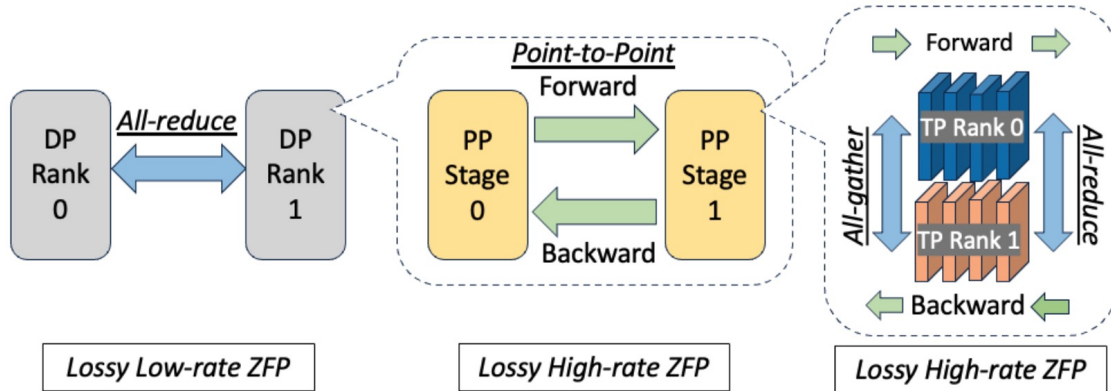 DP
Rank
0
All-reduce
DP
Rank
1
Point-to-Point
Forward
PP
Stage
0
PP
Stage
1
Backward
Forward
TP Rank 0
All-gather
All-reduce
TP Rank 1
Backward
Lossy Low-rate ZFP
Lossy High-rate ZFP
Lossy High-rate ZFP